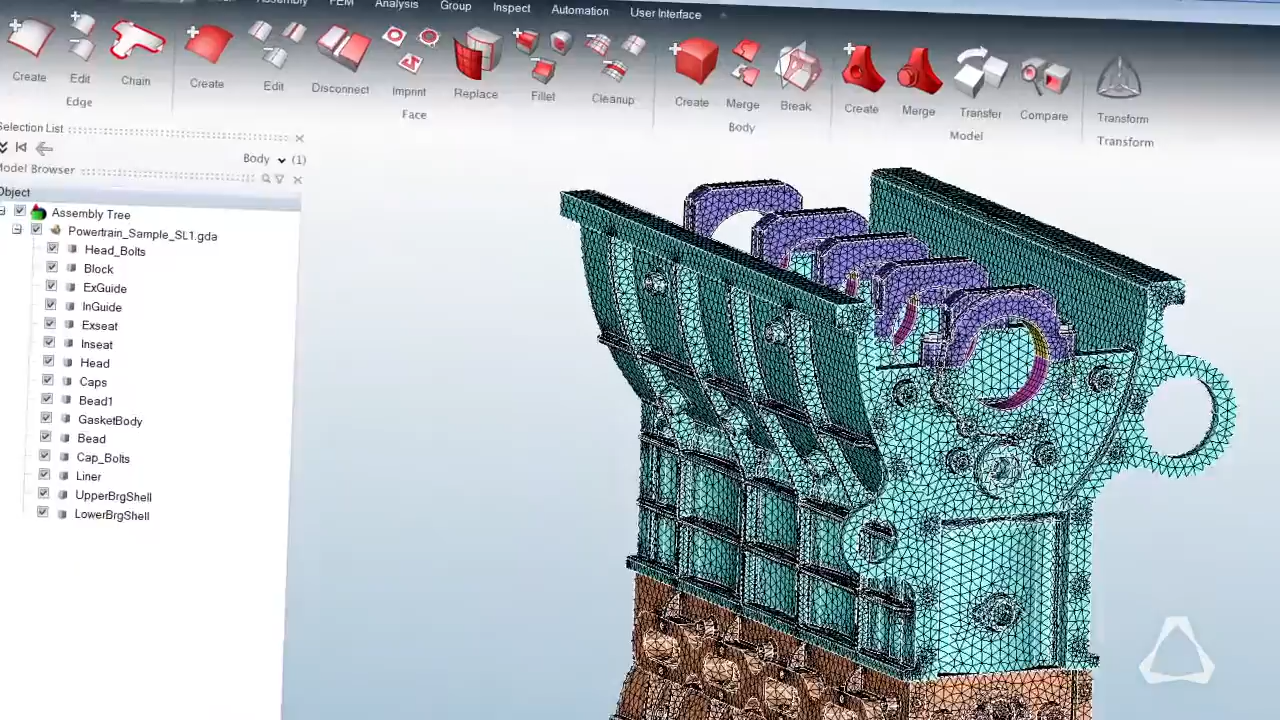 Assembly FEM Analysis Group Inspect Automation User Interface
Create Edit Chain Create Edit Disconnect Imprint Replace Fillet Cleanup Create Merge Break Create Merge Transfer Compare Transform
Edge Face Body Model Transform
Selection List
Body (1)
Model Browser
Object
Assembly Tree
Powertrain_Sample_SL1.gda
Head_Bolts
Block
ExGuide
InGuide
Exseat
Inseat
Head
Caps
Bead1
GasketBody
Bead
Cap_Bolts
Liner
UpperBrgShell
LowerBrgShell